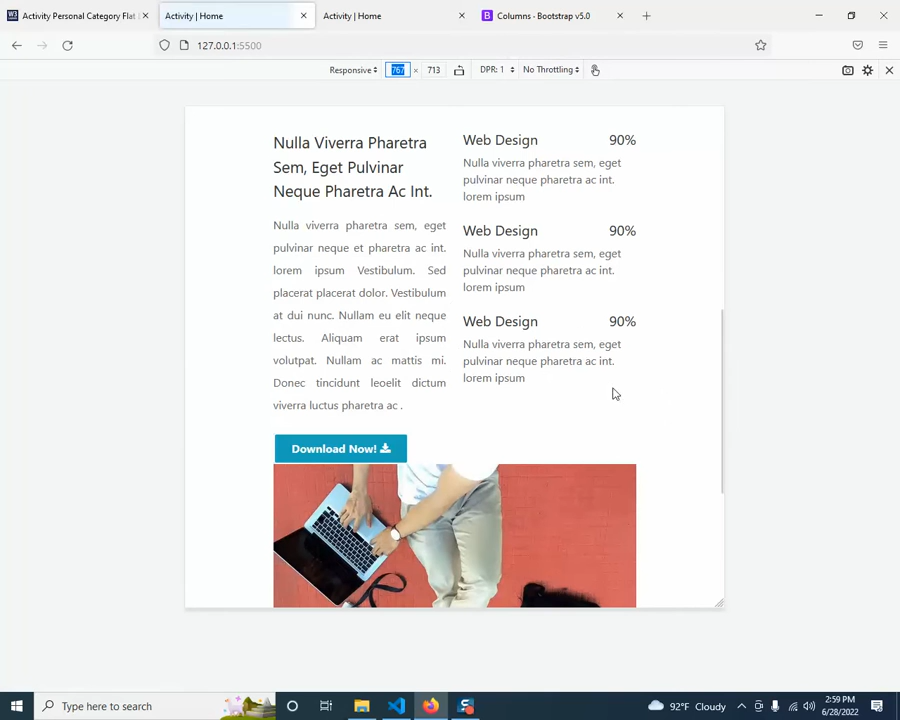 Activity Personal Category Flat
Activity | Home
Activity | Home
Columns · Bootstrap v5.0
127.0.0.1:5500
Responsive
767 × 713
DPR: 1
No Throttling
Nulla Viverra Pharetra
Sem, Eget Pulvinar
Neque Pharetra Ac Int.
Nulla viverra pharetra sem, eget
pulvinar neque et pharetra ac int.
lorem ipsum Vestibulum. Sed
placerat placerat dolor. Vestibulum
at dui nunc. Nullam eu elit neque
lectus. Aliquam erat ipsum
volutpat. Nullam ac mattis mi.
Donec tincidunt leoelit dictum
viverra luctus pharetra ac .
Download Now!
Web Design 90%
Nulla viverra pharetra sem, eget
pulvinar neque pharetra ac int.
lorem ipsum
Web Design 90%
Nulla viverra pharetra sem, eget
pulvinar neque pharetra ac int.
lorem ipsum
Web Design 90%
Nulla viverra pharetra sem, eget
pulvinar neque pharetra ac int.
lorem ipsum
Type here to search
92°F Cloudy
2:59 PM
6/28/2022